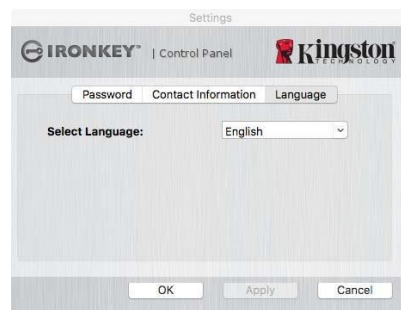 Settings
IRONKEY™ | Control Panel Kingston
TECHNOLOGY
Password Contact Information Language
Select Language: English
OK Apply Cancel